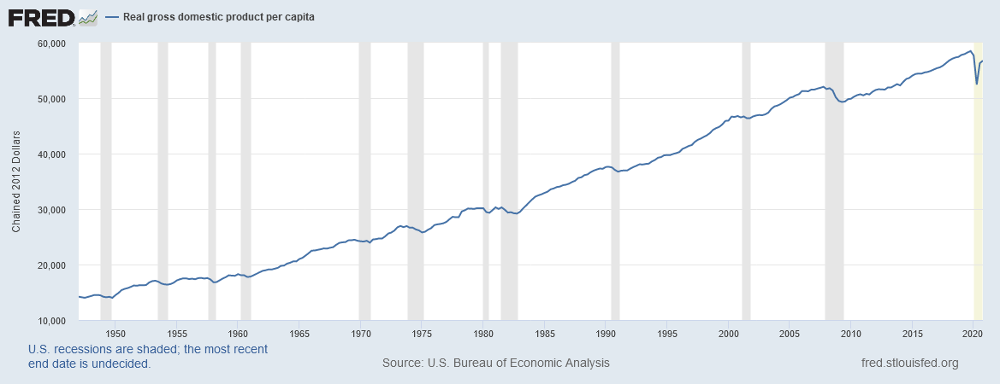 FRED
Real gross domestic product per capita
60,000
50,000
40,000
30,000
20,000
10,000
Chained 2012 Dollars
1950 1955 1960 1965 1970 1975 1980 1985 1990 1995 2000 2005 2010 2015 2020
U.S. recessions are shaded; the most recent
end date is undecided.
Source: U.S. Bureau of Economic Analysis
fred.stlouisfed.org